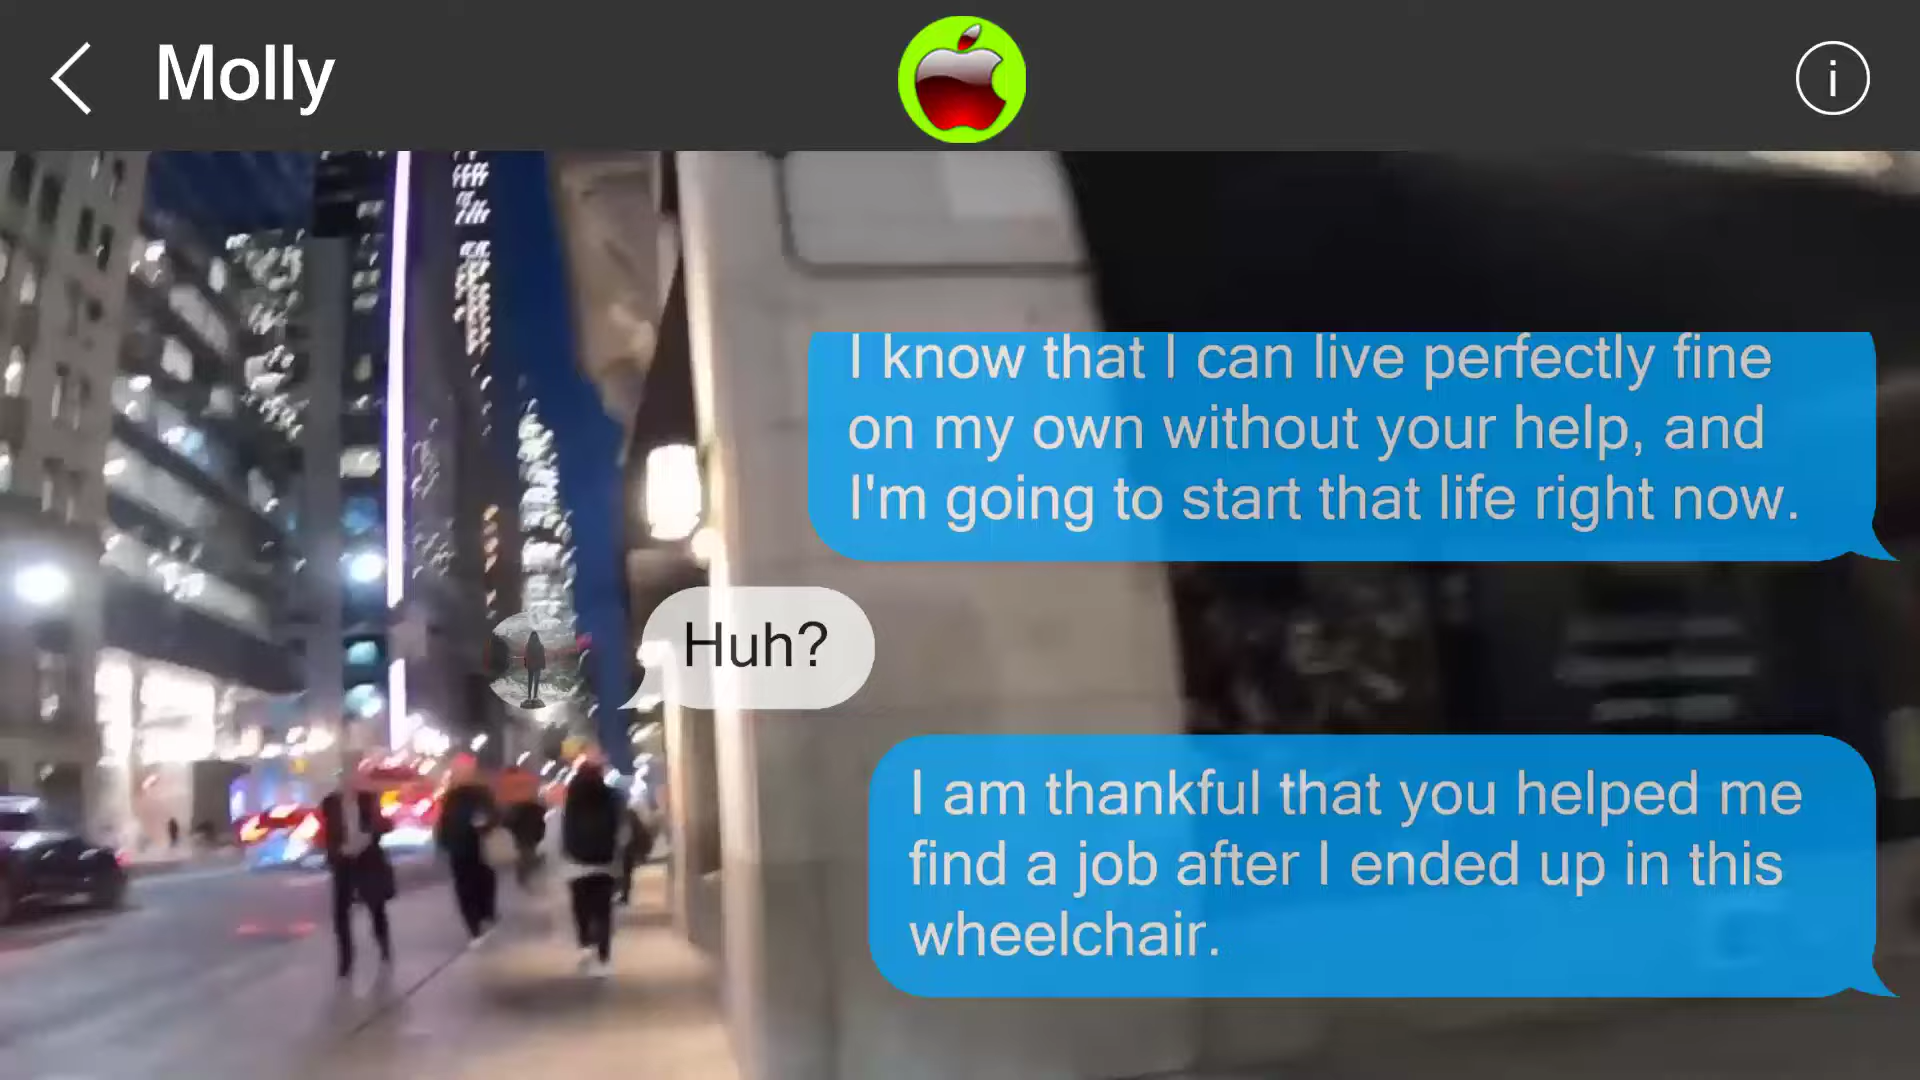 Molly
i
I know that I can live perfectly fine
on my own without your help, and
I'm going to start that life right now.
Huh?
I am thankful that you helped me
find a job after I ended up in this
wheelchair.